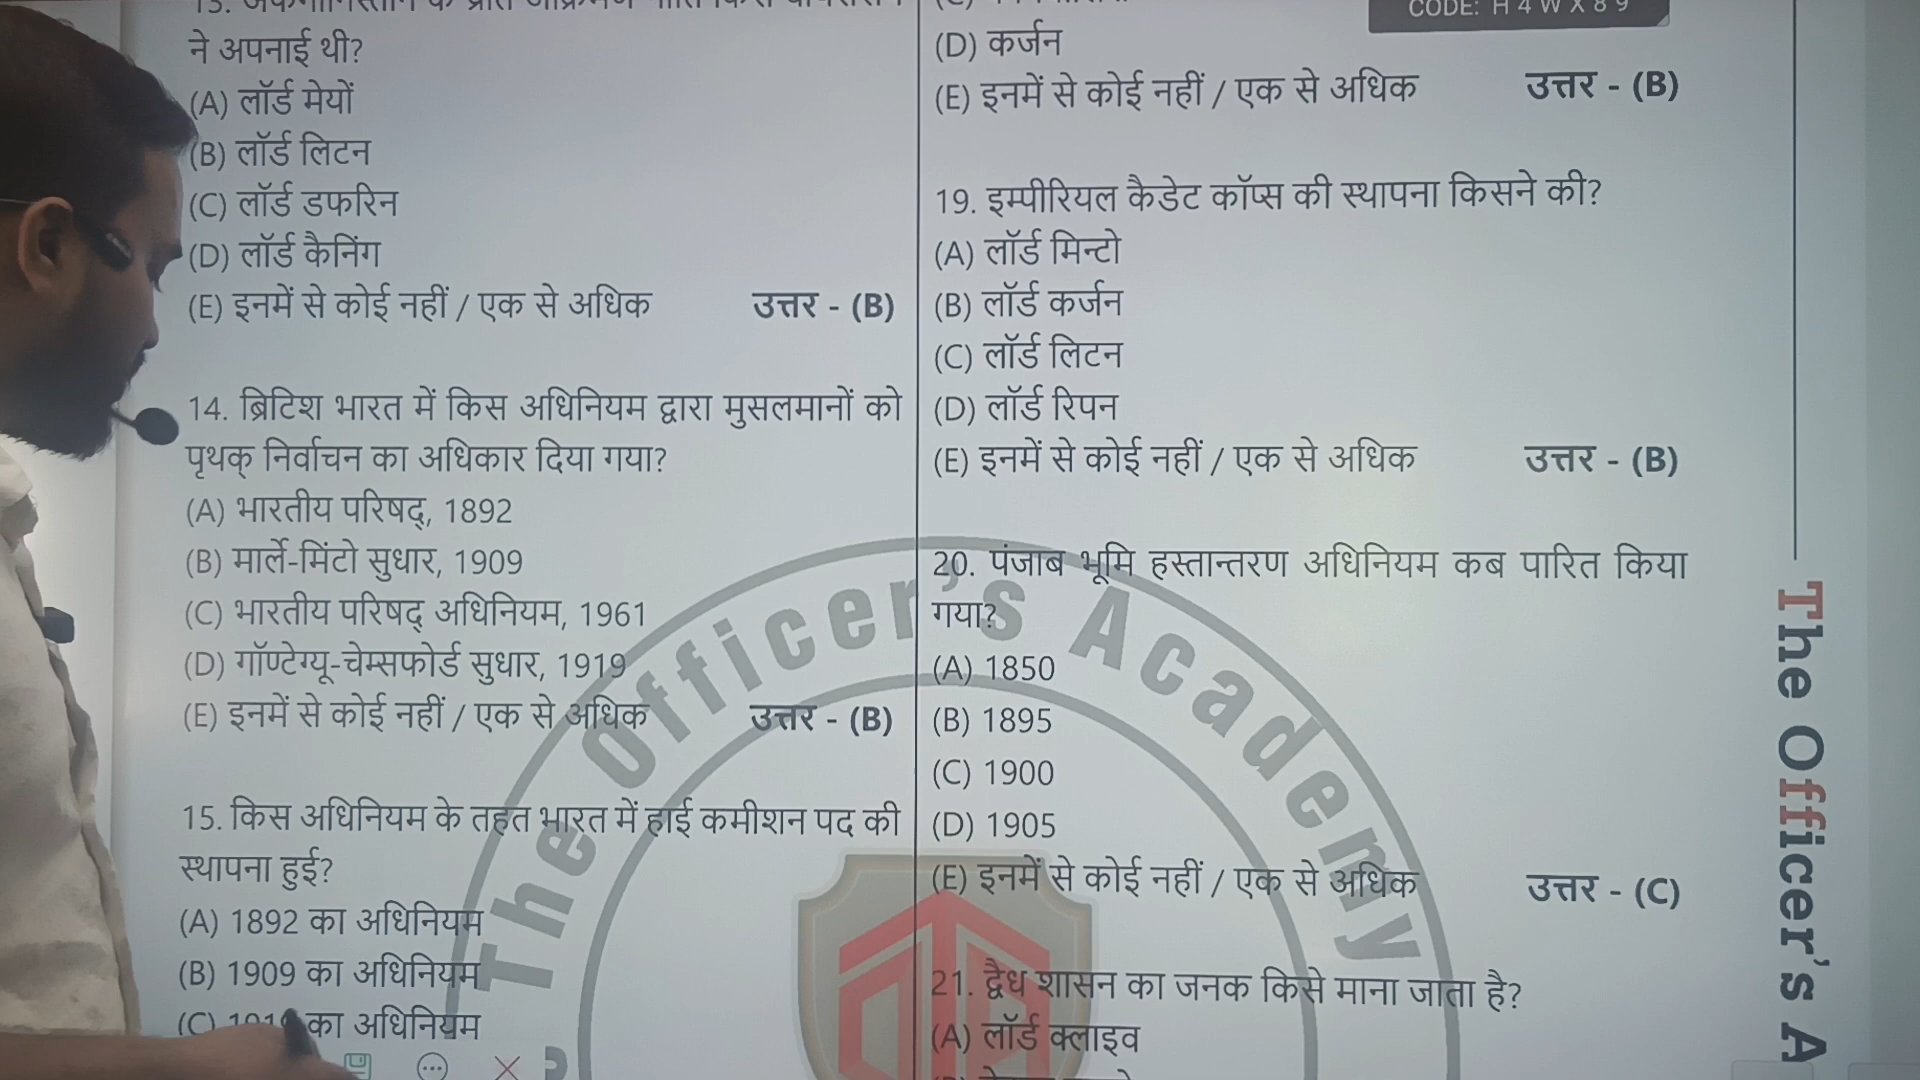 ने अपनाई थी?
(A) लॉर्ड मेयों
(B) लॉर्ड लिटन
(C) लॉर्ड डफरिन
(D) लॉर्ड कैनिंग
(E) इनमें से कोई नहीं / एक से अधिक उत्तर - (B)
14. ब्रिटिश भारत में किस अधिनियम द्वारा मुसलमानों को
पृथक् निर्वाचन का अधिकार दिया गया?
(A) भारतीय परिषद्, 1892
(B) मार्ले-मिंटो सुधार, 1909
(C) भारतीय परिषद् अधिनियम, 1961
(D) गॉण्टेग्यू-चेम्सफोर्ड सुधार, 1919
(E) इनमें से कोई नहीं / एक से अधिक उत्तर - (B)
15. किस अधिनियम के तहत भारत में हाई कमीशन पद की
स्थापना हुई?
(A) 1892 का अधिनियम
(B) 1909 का अधिनियम
(C) का अधिनियम
CODE: H 4 W X 8 9
(D) कर्जन
(E) इनमें से कोई नहीं / एक से अधिक उत्तर - (B)
19. इम्पीरियल कैडेट कॉप्स की स्थापना किसने की?
(A) लॉर्ड मिन्टो
(B) लॉर्ड कर्जन
(C) लॉर्ड लिटन
(D) लॉर्ड रिपन
(E) इनमें से कोई नहीं / एक से अधिक उत्तर - (B)
20. पंजाब भूमि हस्तान्तरण अधिनियम कब पारित किया
गया?
(A) 1850
(B) 1895
(C) 1900
(D) 1905
(E) इनमें से कोई नहीं / एक से अधिक उत्तर - (C)
21. द्वैध शासन का जनक किसे माना जाता है?
(A) लॉर्ड क्लाइव
The Officer's Academy
The Officer's A